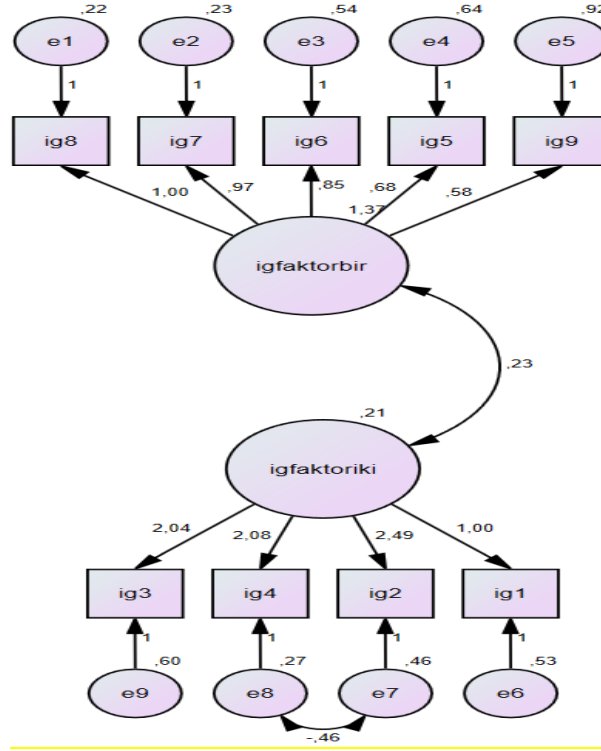 ,22 ,23 ,54 ,64 ,92
e1 e2 e3 e4 e5
1 1 1 1 1
ig8 ig7 ig6 ig5 ig9
1,00 ,97 ,85 ,68 ,58
1,37
igfaktorbir
,23
,21
igfaktoriki
2,04 2,08 2,49 1,00
ig3 ig4 ig2 ig1
1 1 1 1
,60 ,27 ,46 ,53
e9 e8 e7 e6
-,46